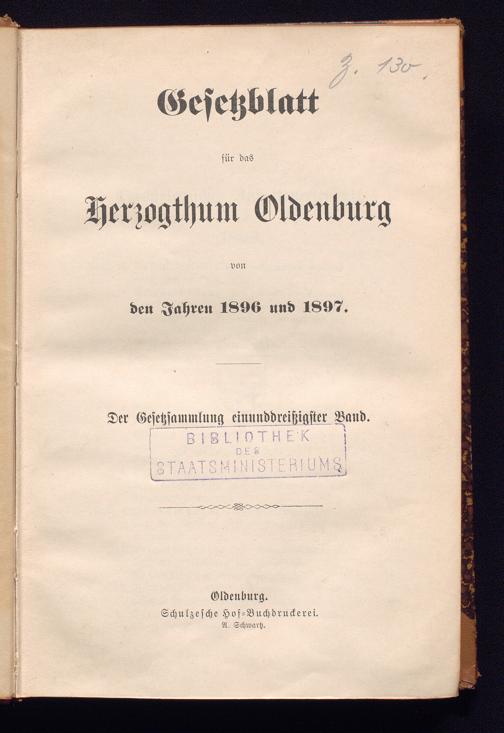 Z. 130.
Gesetzblatt
für das
Herzogthum Oldenburg
von
den Jahren 1896 und 1897.
Der Gesetzsammlung einunddreißigster Band.
BIBLIOTHEK
DES
STAATSMINISTERIUMS
Oldenburg.
Schulzesche Hof-Buchdruckerei.
A. Schwartz.